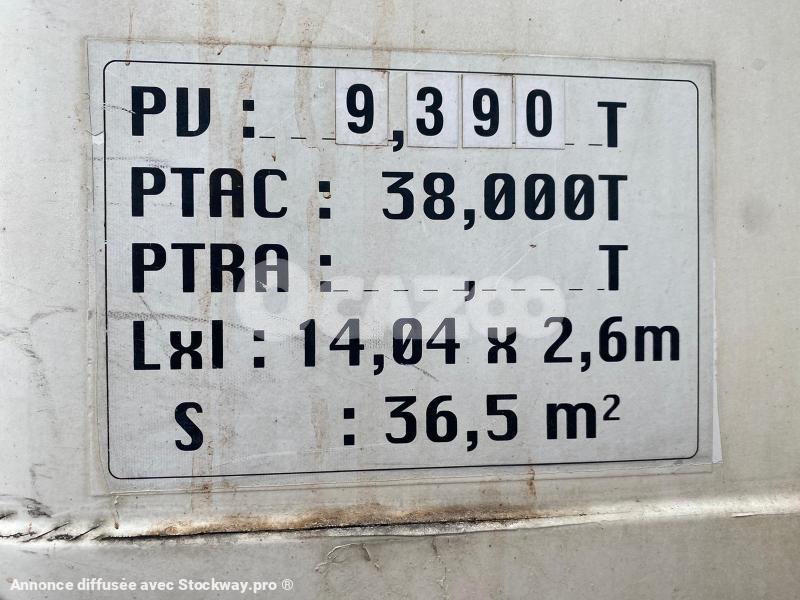 PV : 9,390 T
PTAC : 38,000T
PTRA : , T
Lxl : 14,04 x 2,6m
S : 36,5 m²
OCAZOO
Annonce diffusée avec Stockway.pro ®